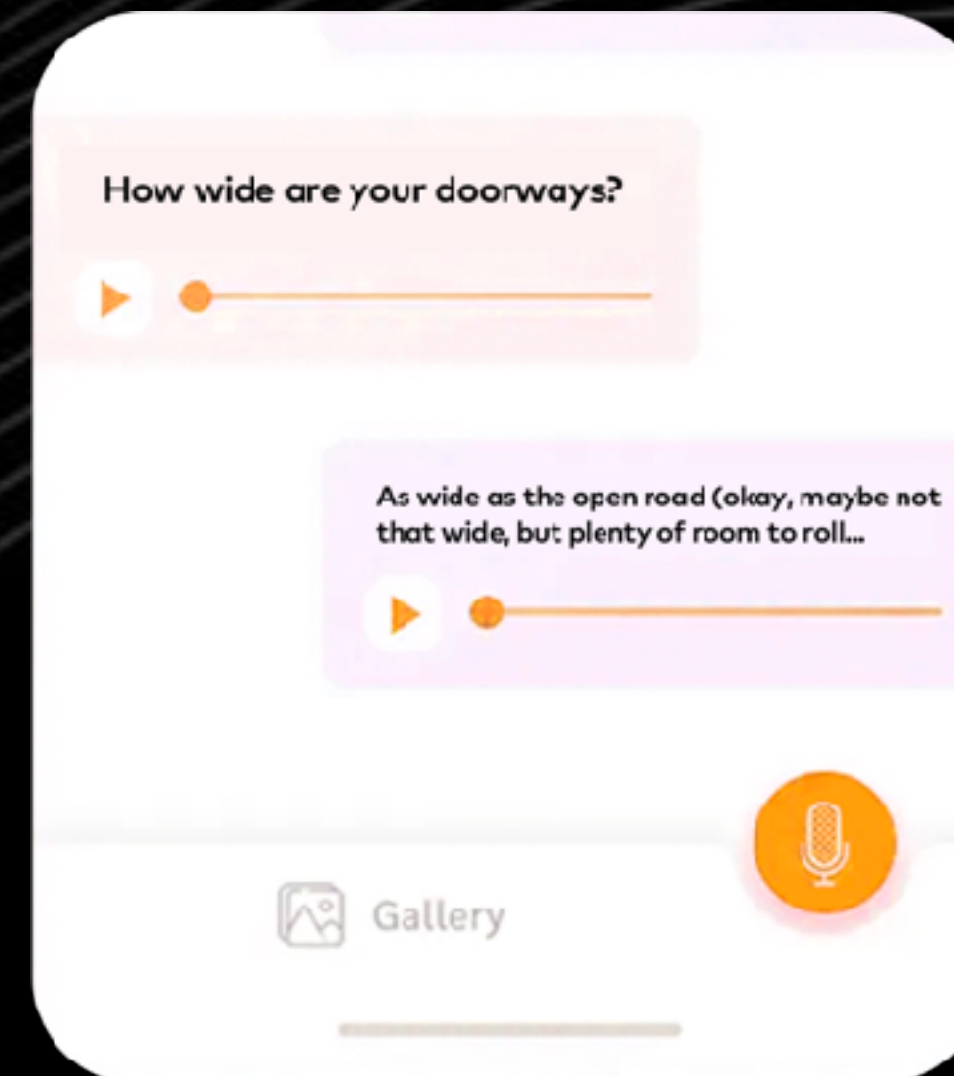 How wide are your doorways?
As wide as the open road (okay, maybe not
that wide, but plenty of room to roll...
Gallery